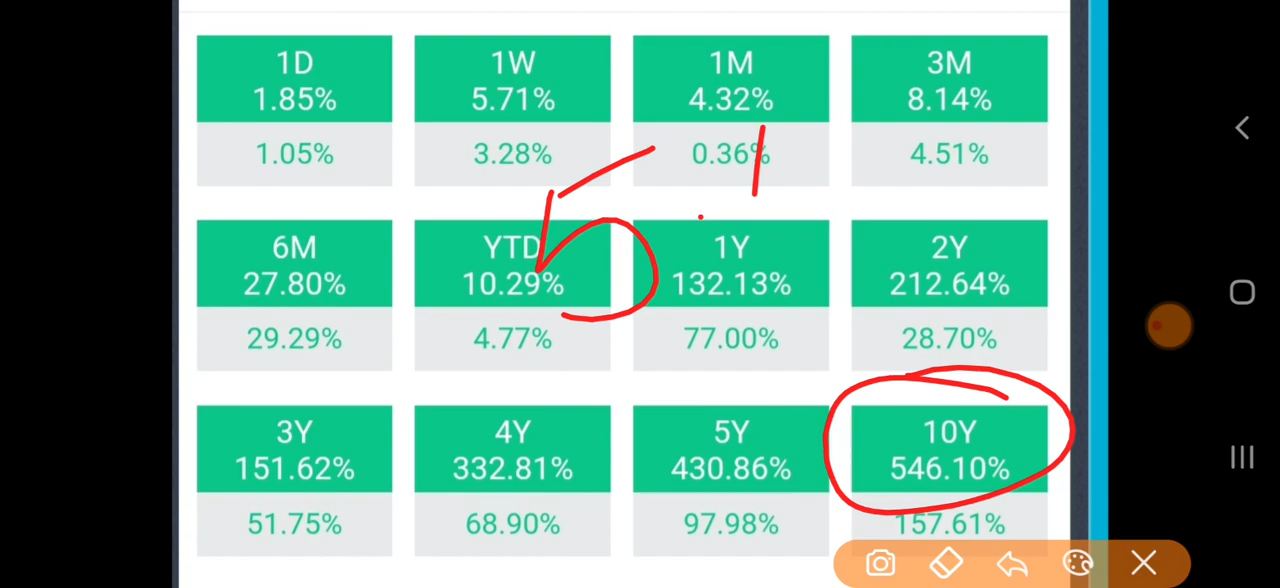 1D 1W 1M 3M
1.85% 5.71% 4.32% 8.14%
1.05% 3.28% 0.36% 4.51%
6M YTD 1Y 2Y
27.80% 10.29% 132.13% 212.64%
29.29% 4.77% 77.00% 28.70%
3Y 4Y 5Y 10Y
151.62% 332.81% 430.86% 546.10%
51.75% 68.90% 97.98% 157.61%